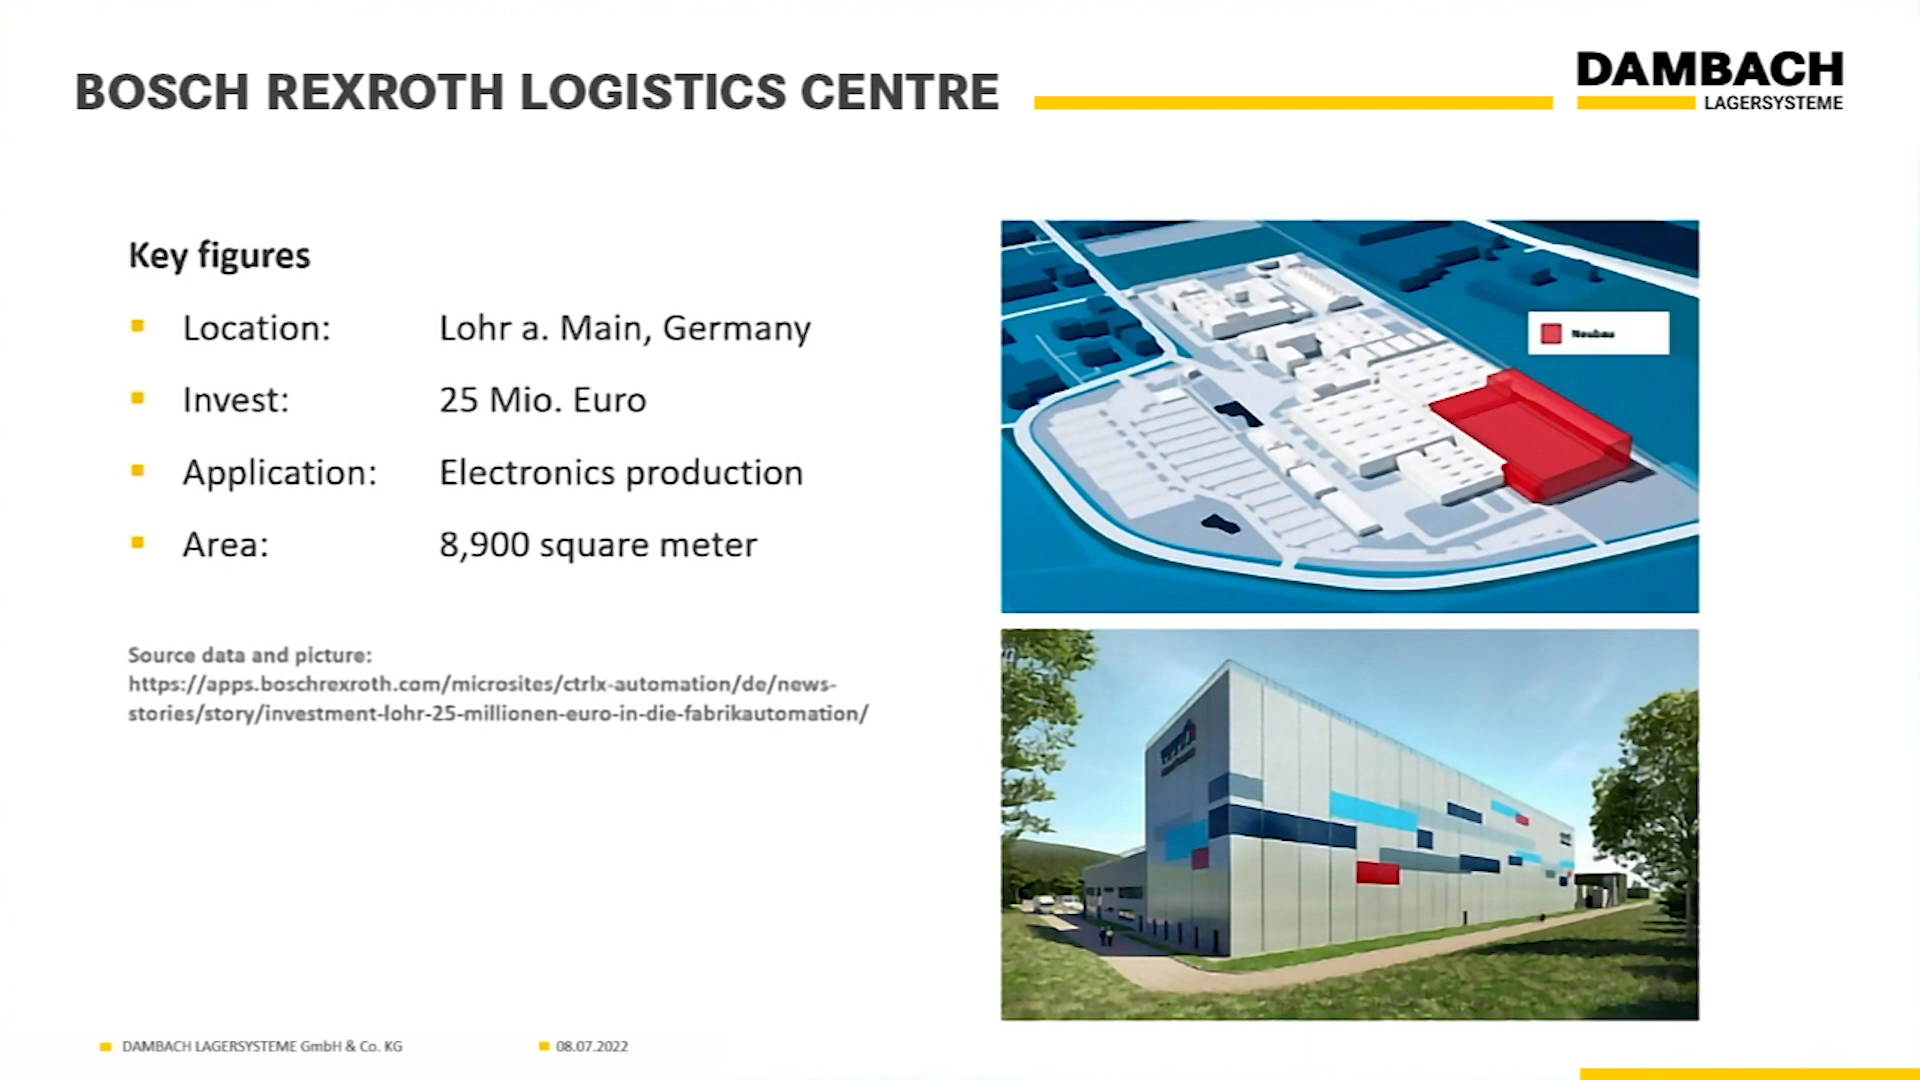 BOSCH REXROTH LOGISTICS CENTRE
DAMBACH
LAGERSYSTEME
Key figures
Location: Lohr a. Main, Germany
Invest: 25 Mio. Euro
Application: Electronics production
Area: 8,900 square meter
Source data and picture:
https://apps.boschrexroth.com/microsites/ctrlx-automation/de/news-
stories/story/investment-lohr-25-millionen-euro-in-die-fabrikautomation/
Neubau
DAMBACH LAGERSYSTEME GmbH & Co. KG
08.07.2022